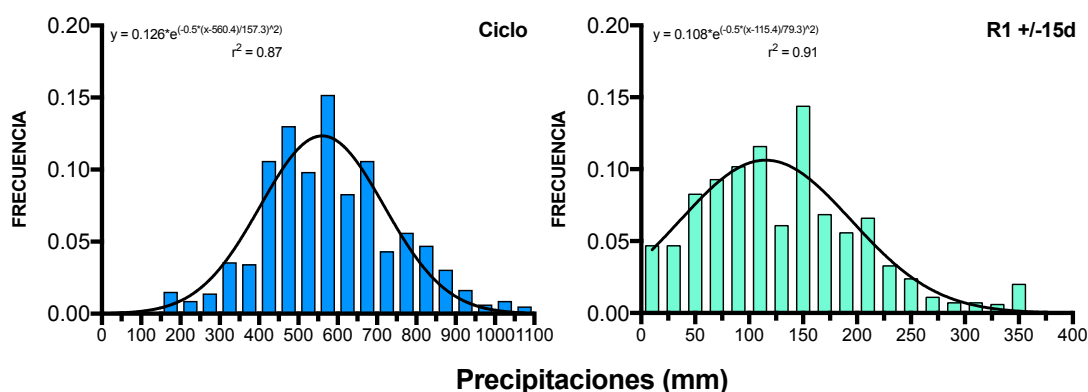 y = 0.126*e^(-0.5*(x-560.4)/157.3)^2)
r² = 0.87
Ciclo
FRECUENCIA
0.20
0.15
0.10
0.05
0.00
0 100 200 300 400 500 600 700 800 900 1000 1100
y = 0.108*e^(-0.5*(x-115.4)/79.3)^2)
r² = 0.91
R1 +/-15d
FRECUENCIA
0.20
0.15
0.10
0.05
0.00
0 50 100 150 200 250 300 350 400
Precipitaciones (mm)